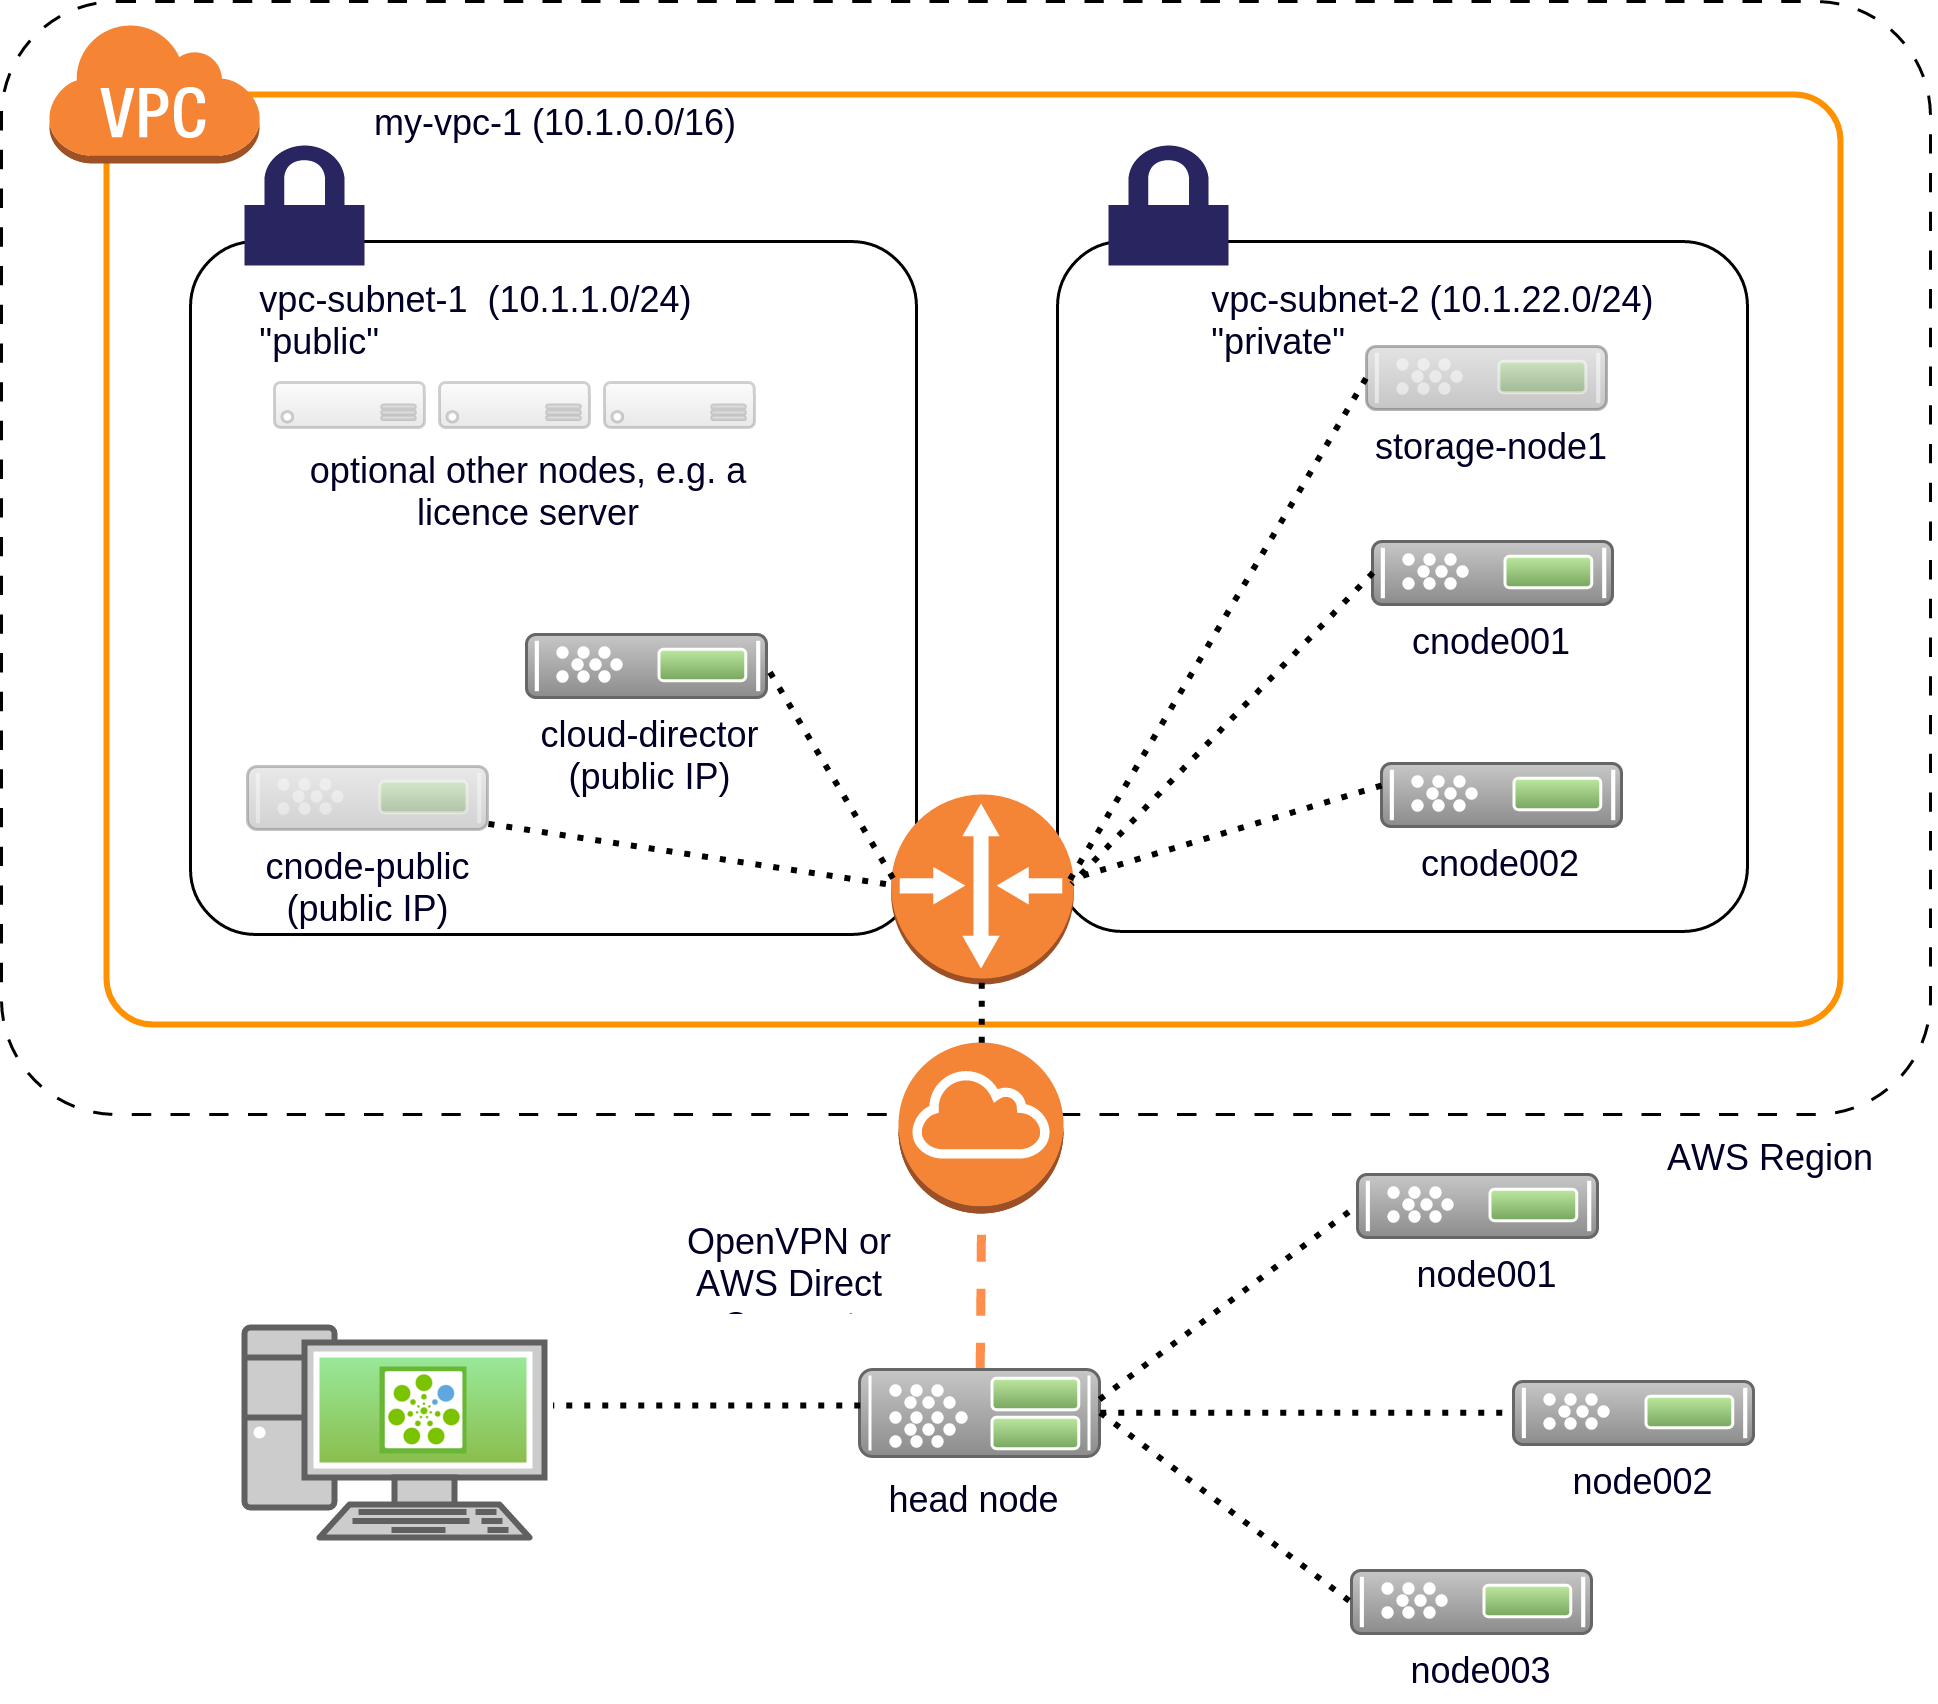 VPC
my-vpc-1 (10.1.0.0/16)
vpc-subnet-1  (10.1.1.0/24)
"public"
optional other nodes, e.g. a
licence server
cloud-director
(public IP)
cnode-public
(public IP)
vpc-subnet-2 (10.1.22.0/24)
"private"
storage-node1
cnode001
cnode002
AWS Region
OpenVPN or
AWS Direct
head node
node001
node002
node003